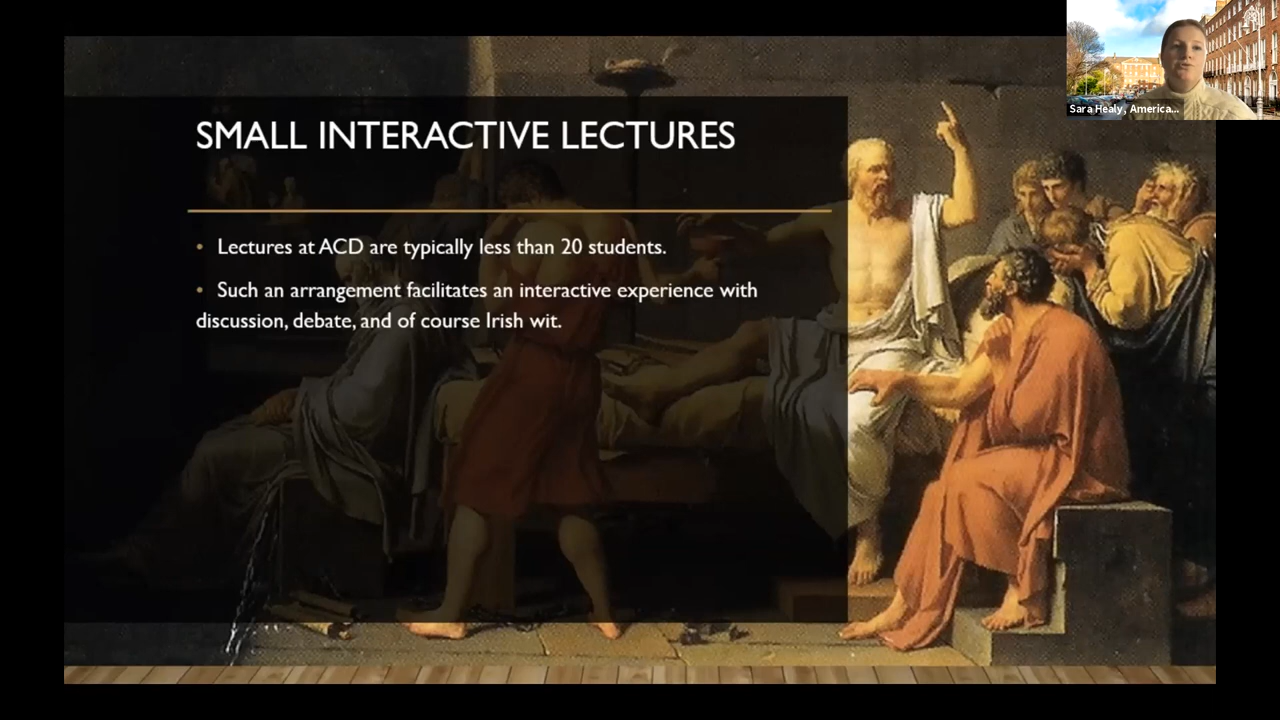 Sara Healy, America...
SMALL INTERACTIVE LECTURES
• Lectures at ACD are typically less than 20 students.
• Such an arrangement facilitates an interactive experience with
discussion, debate, and of course Irish wit.